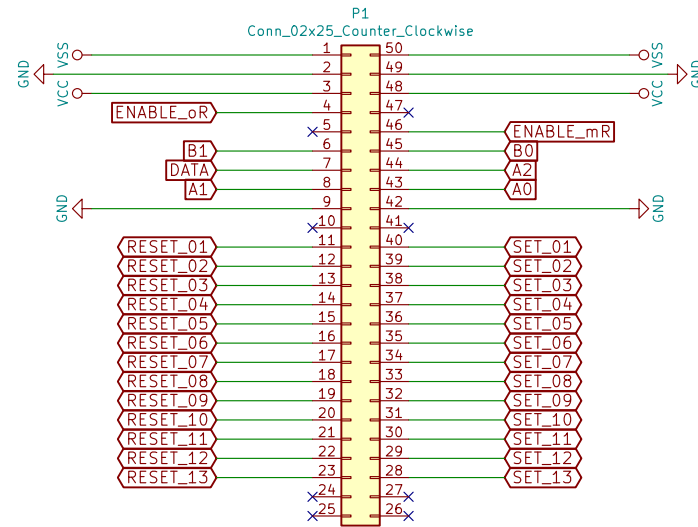 P1
Conn_02x25_Counter_Clockwise
VSS 1 50 VSS
GND 2 49 GND
VCC 3 48 VCC
ENABLE_oR 4 47
5 46 ENABLE_mR
B1 6 45 B0
DATA 7 44 A2
A1 8 43 A0
GND 9 42 GND
10 41
RESET_01 11 40 SET_01
RESET_02 12 39 SET_02
RESET_03 13 38 SET_03
RESET_04 14 37 SET_04
RESET_05 15 36 SET_05
RESET_06 16 35 SET_06
RESET_07 17 34 SET_07
RESET_08 18 33 SET_08
RESET_09 19 32 SET_09
RESET_10 20 31 SET_10
RESET_11 21 30 SET_11
RESET_12 22 29 SET_12
RESET_13 23 28 SET_13
24 27
25 26